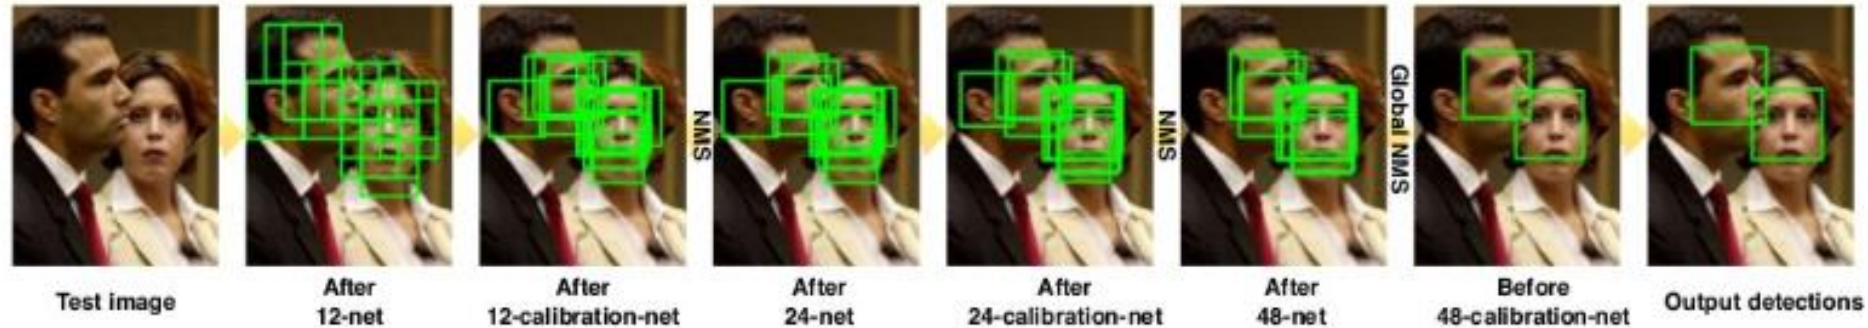 NMS
NMS
Global NMS
Test image
After
12-net
After
12-calibration-net
After
24-net
After
24-calibration-net
After
48-net
Before
48-calibration-net
Output detections